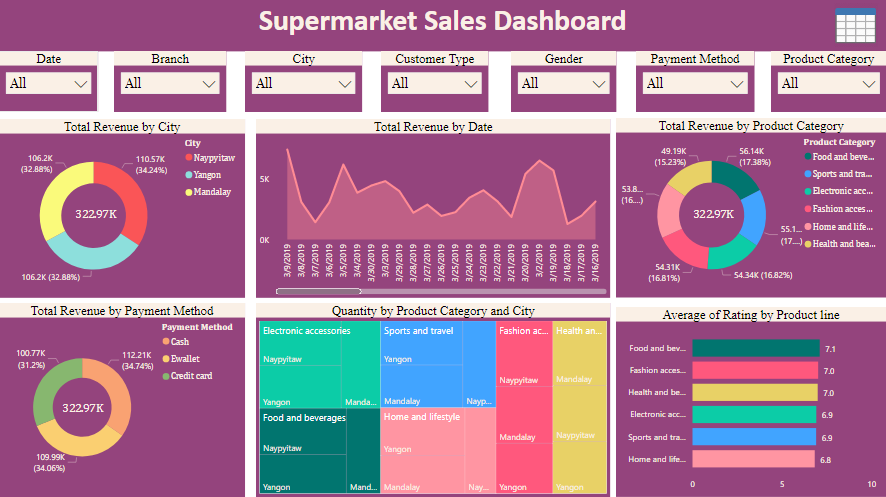 Supermarket Sales Dashboard
Date
Branch
City
Customer Type
Gender
Payment Method
Product Category
All
All
All
All
All
All
All
Total Revenue by City
City
Naypyitaw
Yangon
Mandalay
106.2K
(32.88%)
110.57K
(34.24%)
322.97K
106.2K (32.88%)
Total Revenue by Date
5K
0K
3/9/2019
3/8/2019
3/7/2019
3/6/2019
3/5/2019
3/4/2019
3/30/2019
3/3/2019
3/29/2019
3/28/2019
3/27/2019
3/26/2019
3/25/2019
3/24/2019
3/23/2019
3/22/2019
3/21/2019
3/20/2019
3/2/2019
3/19/2019
3/18/2019
3/17/2019
3/16/2019
Total Revenue by Product Category
Product Category
Food and beve...
Sports and tra...
Electronic acc...
Fashion acces...
Home and life...
Health and bea...
49.19K
(15.23%)
56.14K
(17.38%)
53.8...
(16....)
322.97K
55.1...
(17....)
54.31K
(16.81%)
54.34K (16.82%)
Total Revenue by Payment Method
Payment Method
Cash
Ewallet
Credit card
100.77K
(31.2%)
112.21K
(34.74%)
322.97K
109.99K
(34.06%)
Quantity by Product Category and City
Electronic accessories
Naypyitaw
Yangon
Manda...
Food and beverages
Naypyitaw
Yangon
Mand...
Sports and travel
Yangon
Mandalay
Nayp...
Home and lifestyle
Yangon
Mandalay
Nay...
Fashion ac...
Naypyitaw
Mandalay
Yangon
Health an...
Mandalay
Naypyitaw
Yangon
Average of Rating by Product line
Food and bev...
7.1
Fashion acces...
7.0
Health and be...
7.0
Electronic acc...
6.9
Sports and tra...
6.9
Home and life...
6.8
0
5
10